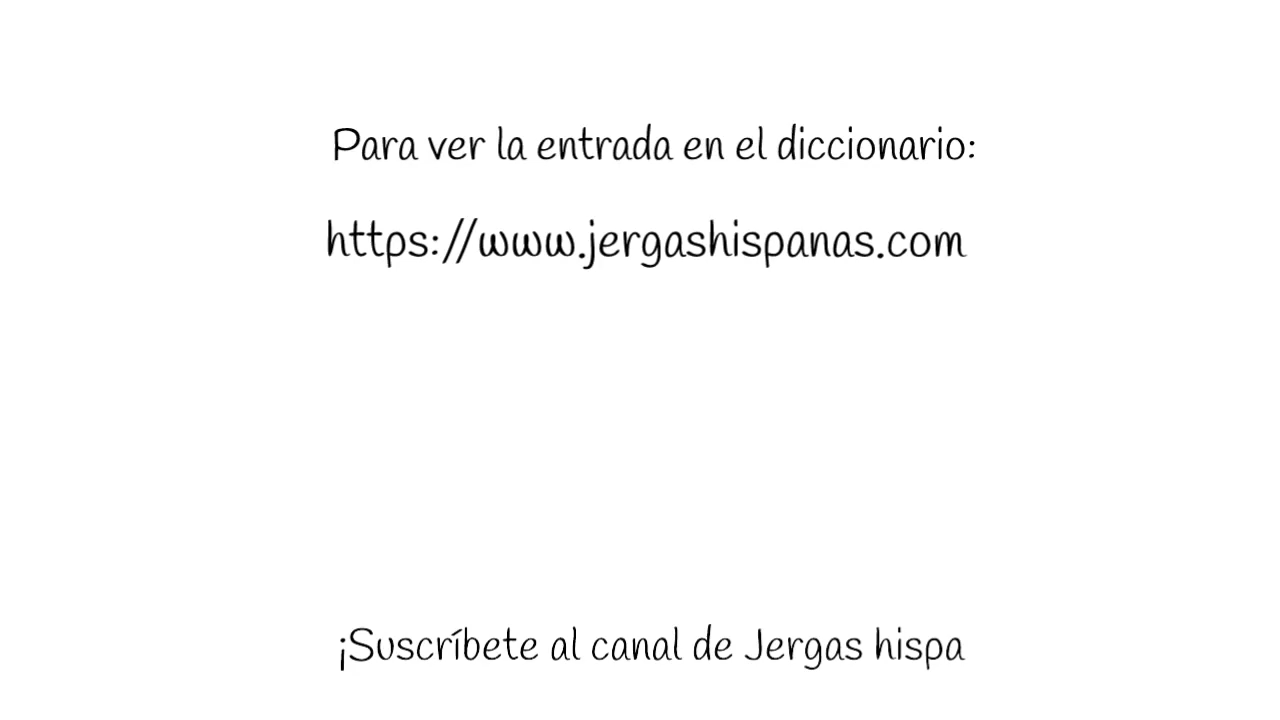 Para ver la entrada en el diccionario:
https://www.jergashispanas.com
¡Suscríbete al canal de Jergas hispa